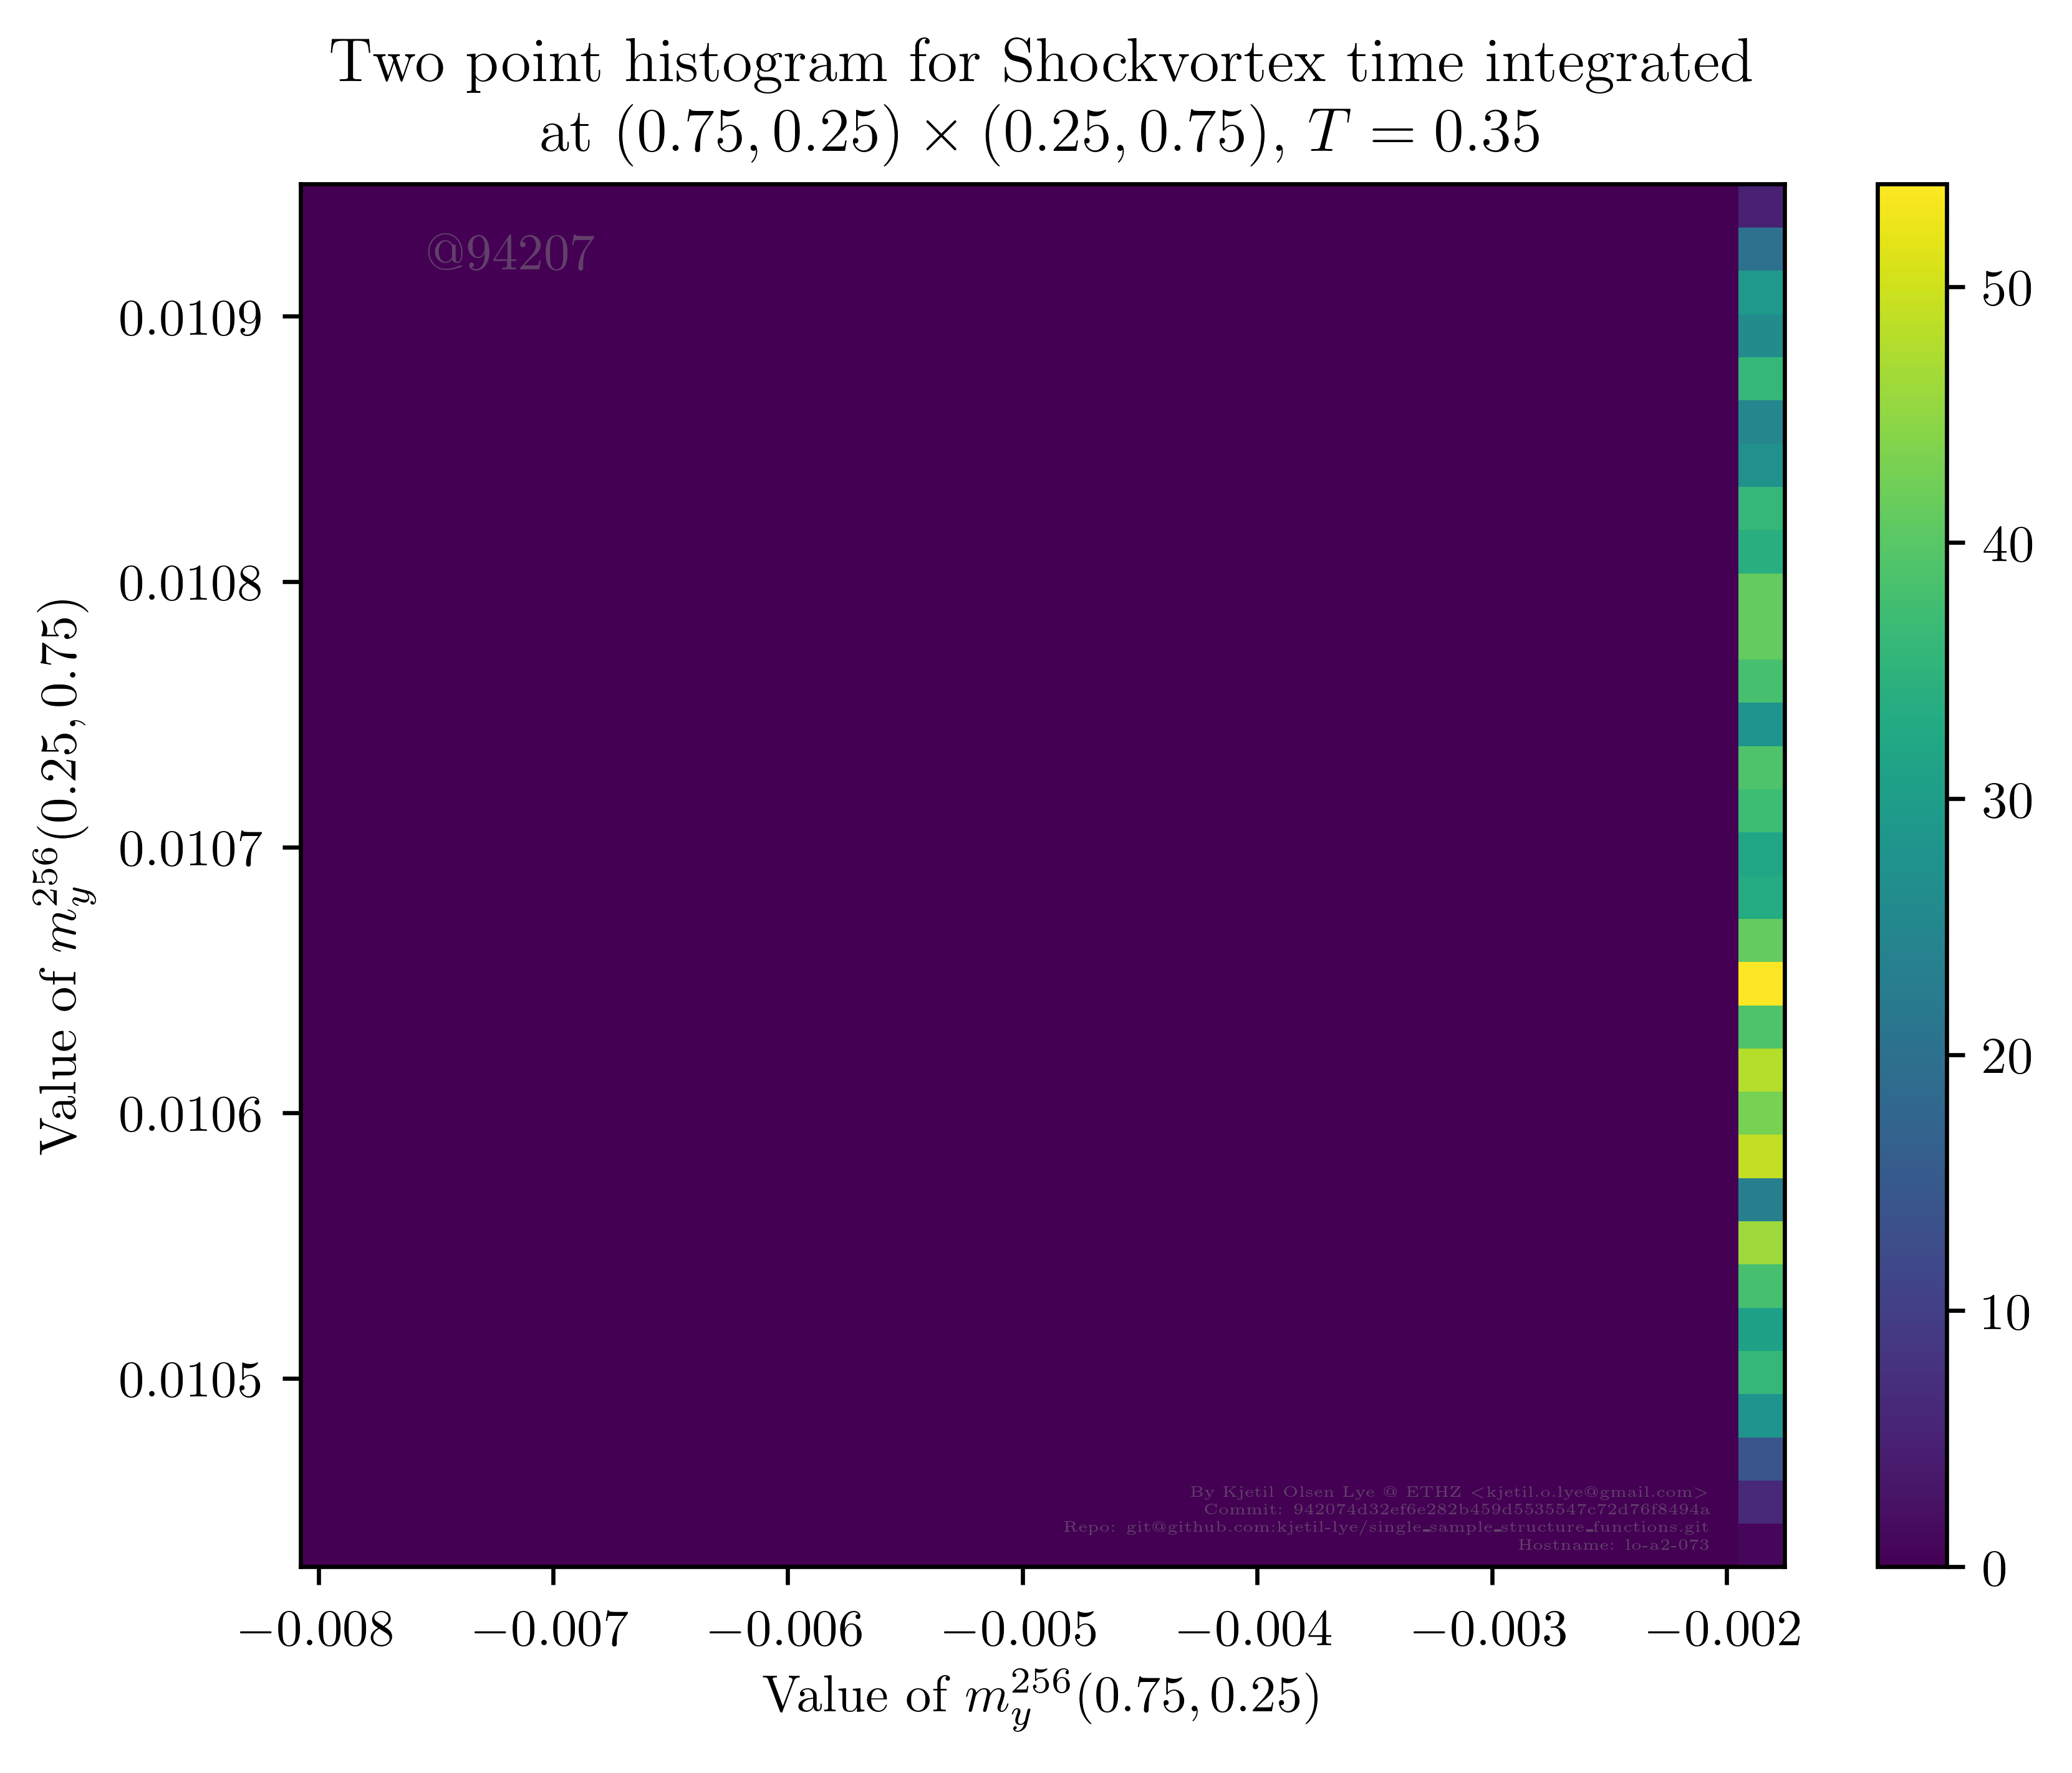 Two point histogram for Shockvortex time integrated
at (0.75, 0.25) × (0.25, 0.75), T = 0.35
@94207
0.0109
0.0108
0.0107
0.0106
0.0105
Value of m_y^256(0.25, 0.75)
50
40
30
20
10
0
By Kjetil Olsen Lye @ ETHZ <kjetil.o.lye@gmail.com>
Commit: 942074d32ef6e282b459d5535547c72d76f8494a
Repo: git@github.com:kjetil-lye/single_sample_structure_functions.git
Hostname: lo-a2-073
−0.008 −0.007 −0.006 −0.005 −0.004 −0.003 −0.002
Value of m_y^256(0.75, 0.25)